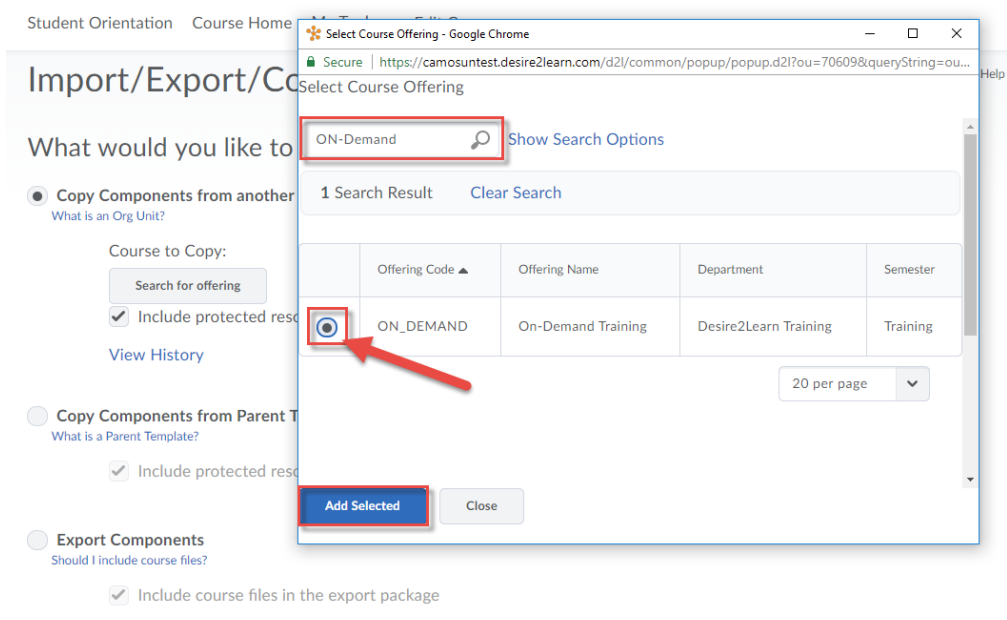 Student Orientation Course Home
Select Course Offering - Google Chrome
Secure | https://camosuntest.desire2learn.com/d2l/common/popup/popup.d2l?ou=70609&queryString=ou...
Help
Import/Export/Co
Select Course Offering
ON-Demand Show Search Options
What would you like to
1 Search Result Clear Search
Copy Components from another
What is an Org Unit?
Course to Copy:
Search for offering
Include protected reso
View History
Offering Code Offering Name Department Semester
ON_DEMAND On-Demand Training Desire2Learn Training Training
20 per page
Copy Components from Parent T
What is a Parent Template?
Include protected reso
Add Selected Close
Export Components
Should I include course files?
Include course files in the export package